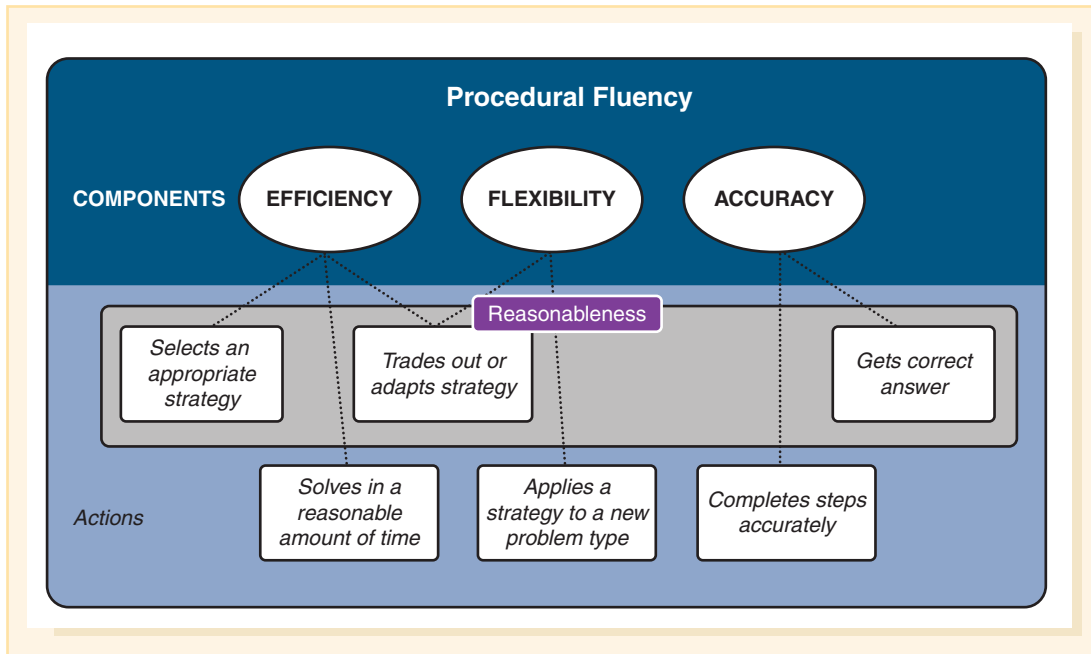 Procedural Fluency
COMPONENTS
EFFICIENCY
FLEXIBILITY
ACCURACY
Reasonableness
Selects an
appropriate
strategy
Trades out or
adapts strategy
Gets correct
answer
Actions
Solves in a
reasonable
amount of time
Applies a
strategy to a new
problem type
Completes steps
accurately